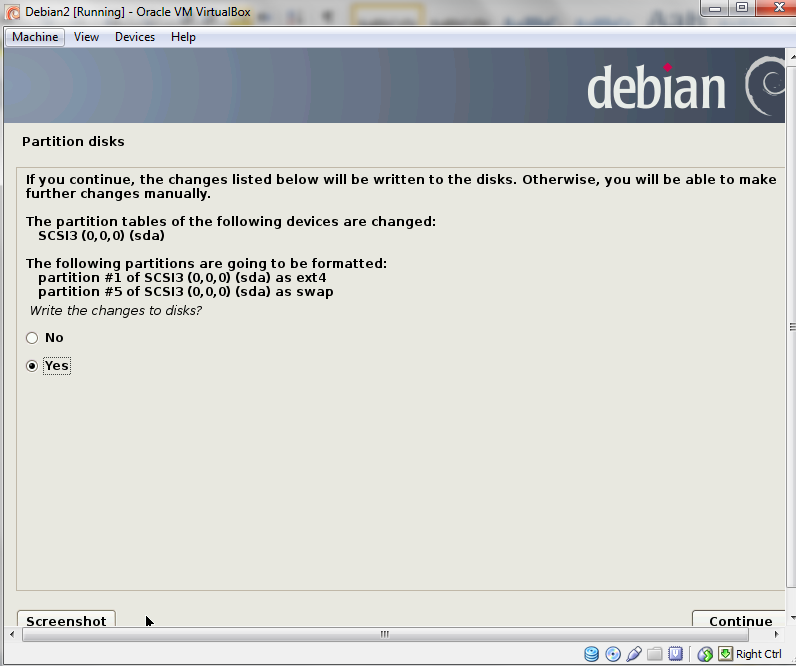 Debian2 [Running] - Oracle VM VirtualBox
Machine View Devices Help
debian
Partition disks
If you continue, the changes listed below will be written to the disks. Otherwise, you will be able to make
further changes manually.
The partition tables of the following devices are changed:
SCSI3 (0,0,0) (sda)
The following partitions are going to be formatted:
partition #1 of SCSI3 (0,0,0) (sda) as ext4
partition #5 of SCSI3 (0,0,0) (sda) as swap
Write the changes to disks?
No
Yes
Screenshot
Continue
Right Ctrl